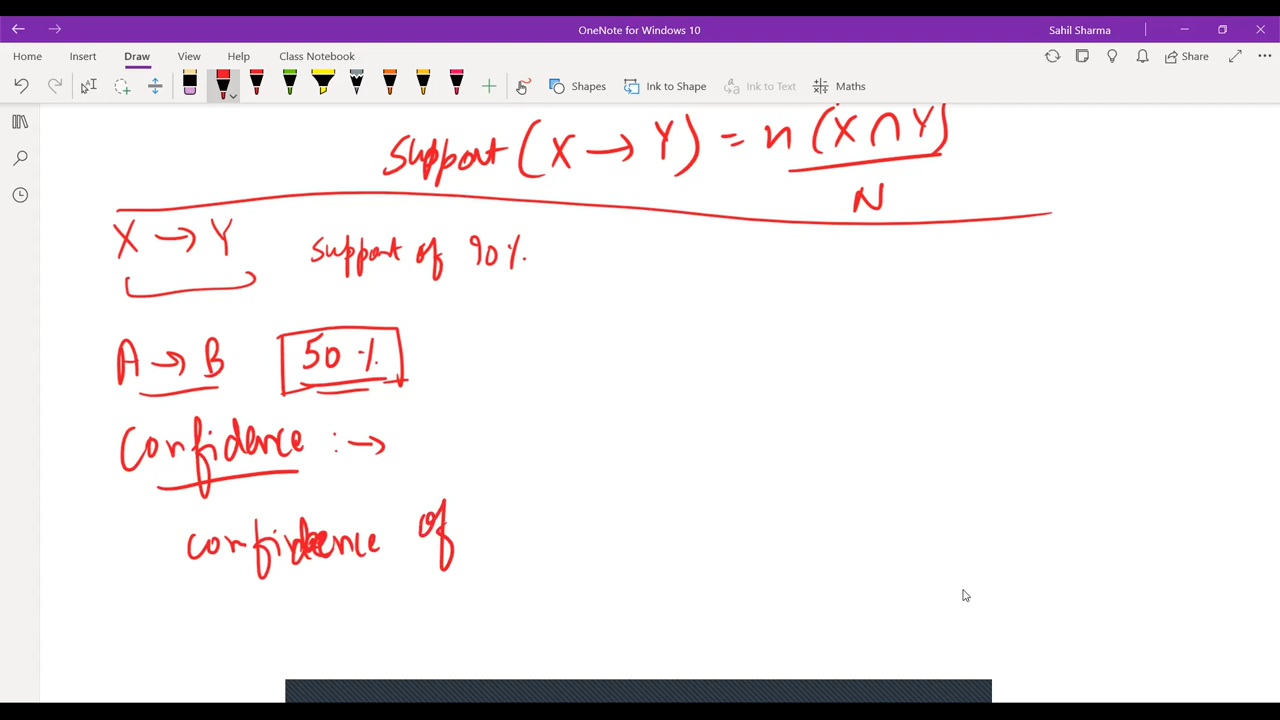 OneNote for Windows 10
Sahil Sharma
Home Insert Draw View Help Class Notebook
Share
Shapes Ink to Shape Ink to Text Maths
Support (X → Y) = n (X ∩ Y)
N
X → Y support of 90%.
A → B 50%
Confidence :→
confidence of